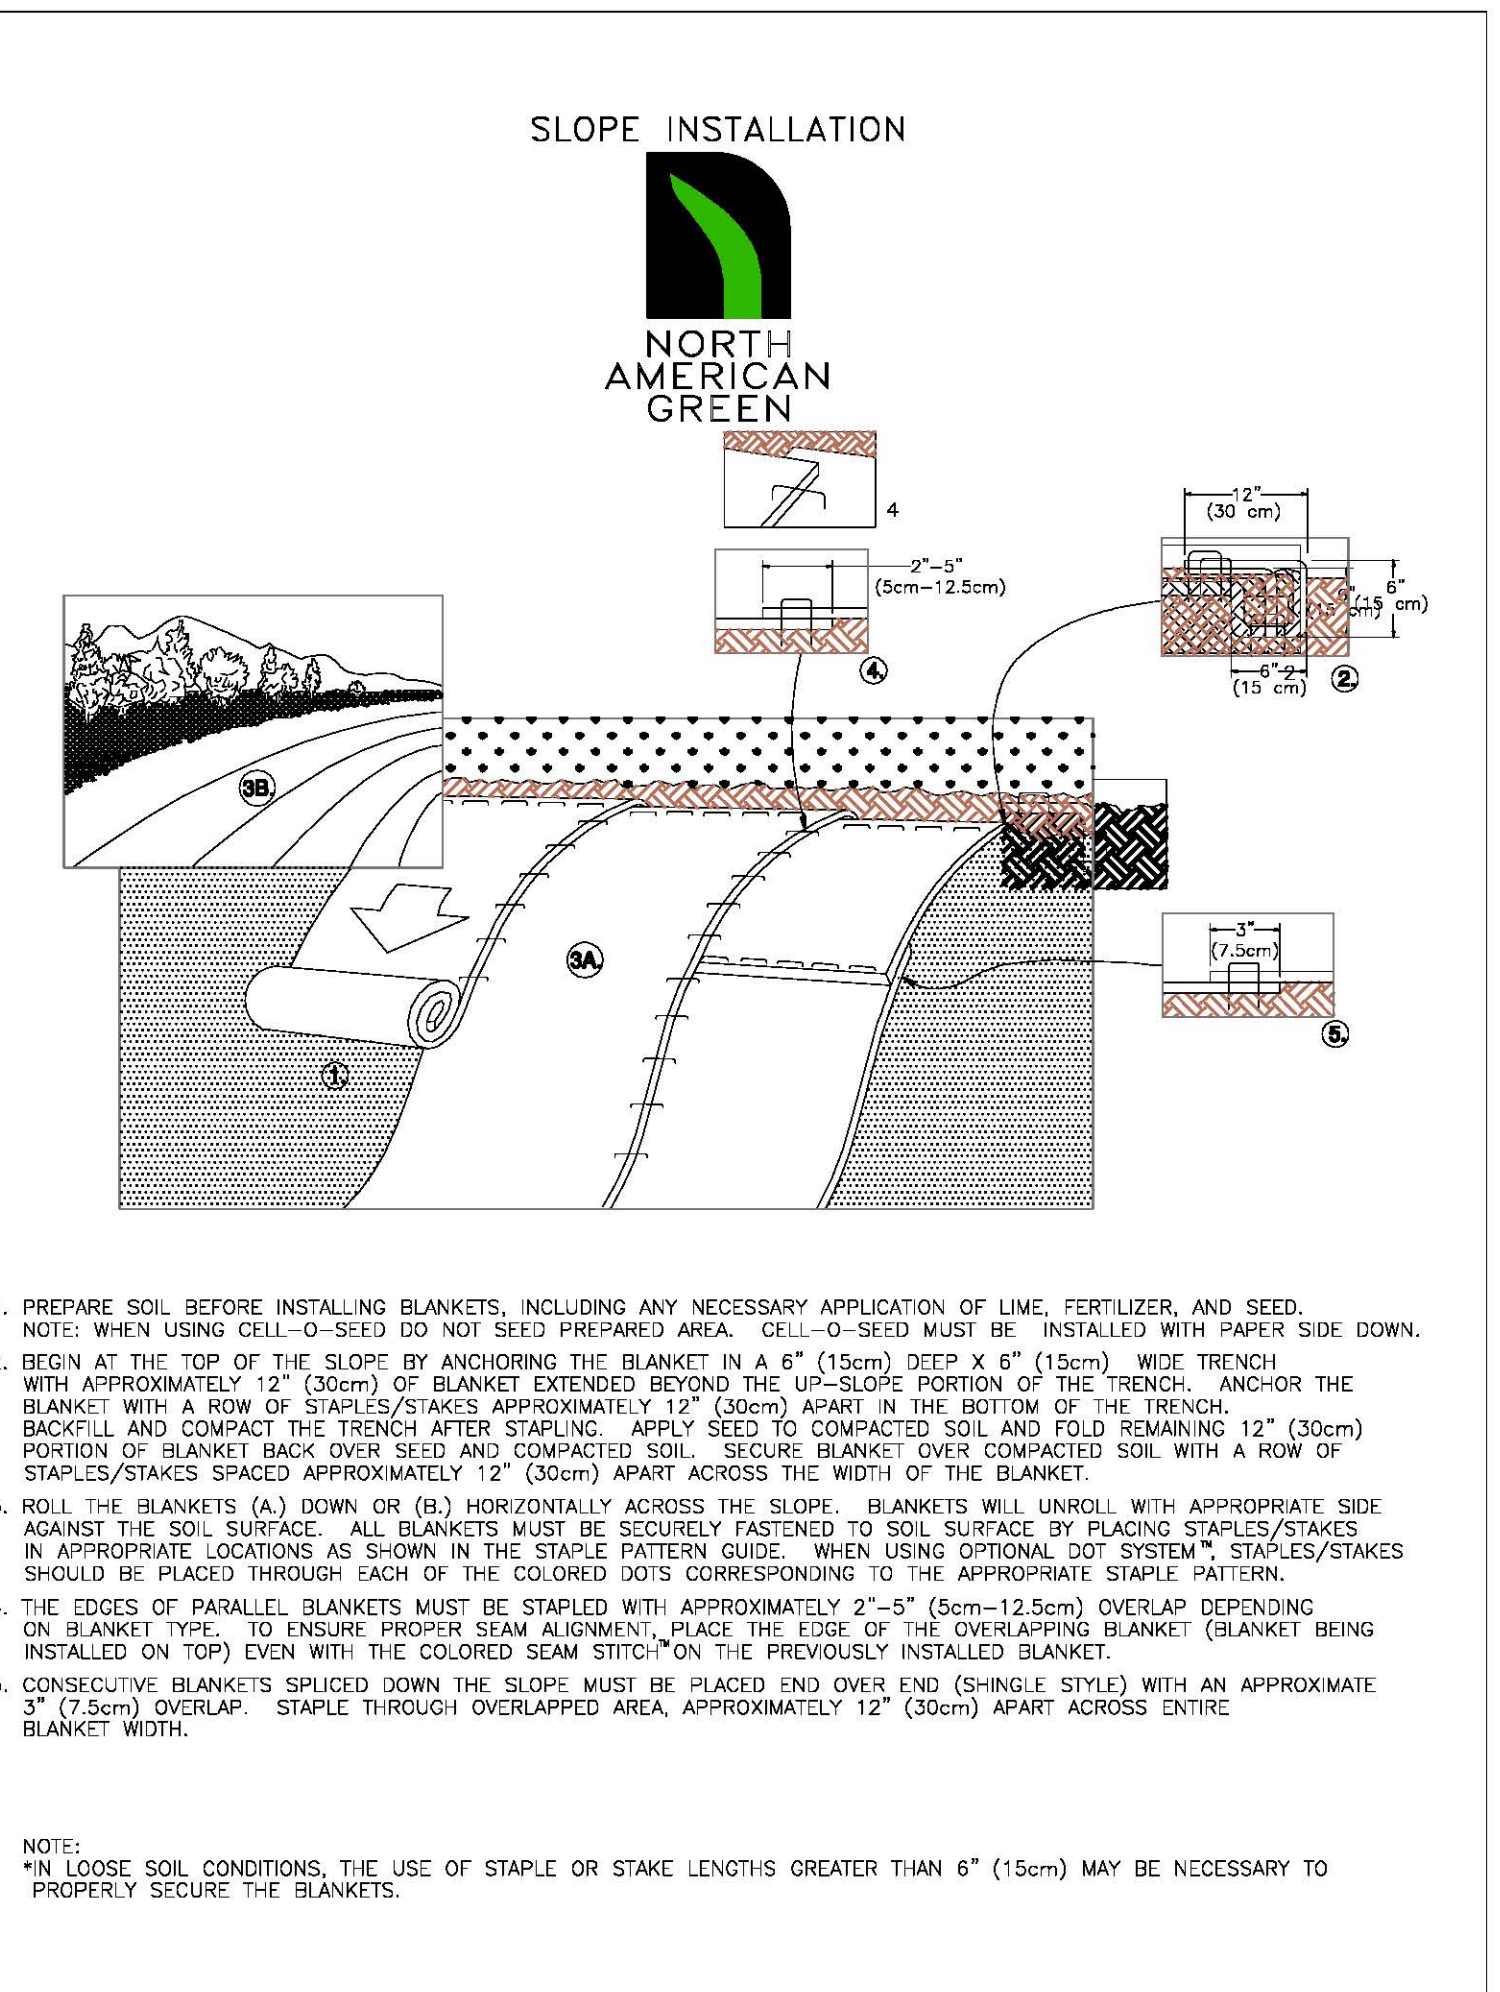 SLOPE INSTALLATION
NORTH
AMERICAN
GREEN
4
12"
(30 cm)
2"-5"
(5cm-12.5cm)
4.
6"
(15 cm)
6"
(15 cm)
2.
3B.
3A.
1.
3"
(7.5cm)
5.
. PREPARE SOIL BEFORE INSTALLING BLANKETS, INCLUDING ANY NECESSARY APPLICATION OF LIME, FERTILIZER, AND SEED.
NOTE: WHEN USING CELL-O-SEED DO NOT SEED PREPARED AREA. CELL-O-SEED MUST BE INSTALLED WITH PAPER SIDE DOWN.
. BEGIN AT THE TOP OF THE SLOPE BY ANCHORING THE BLANKET IN A 6" (15cm) DEEP X 6" (15cm) WIDE TRENCH
WITH APPROXIMATELY 12" (30cm) OF BLANKET EXTENDED BEYOND THE UP-SLOPE PORTION OF THE TRENCH. ANCHOR THE
BLANKET WITH A ROW OF STAPLES/STAKES APPROXIMATELY 12" (30cm) APART IN THE BOTTOM OF THE TRENCH.
BACKFILL AND COMPACT THE TRENCH AFTER STAPLING. APPLY SEED TO COMPACTED SOIL AND FOLD REMAINING 12" (30cm)
PORTION OF BLANKET BACK OVER SEED AND COMPACTED SOIL. SECURE BLANKET OVER COMPACTED SOIL WITH A ROW OF
STAPLES/STAKES SPACED APPROXIMATELY 12" (30cm) APART ACROSS THE WIDTH OF THE BLANKET.
. ROLL THE BLANKETS (A.) DOWN OR (B.) HORIZONTALLY ACROSS THE SLOPE. BLANKETS WILL UNROLL WITH APPROPRIATE SIDE
AGAINST THE SOIL SURFACE. ALL BLANKETS MUST BE SECURELY FASTENED TO SOIL SURFACE BY PLACING STAPLES/STAKES
IN APPROPRIATE LOCATIONS AS SHOWN IN THE STAPLE PATTERN GUIDE. WHEN USING OPTIONAL DOT SYSTEM™, STAPLES/STAKES
SHOULD BE PLACED THROUGH EACH OF THE COLORED DOTS CORRESPONDING TO THE APPROPRIATE STAPLE PATTERN.
. THE EDGES OF PARALLEL BLANKETS MUST BE STAPLED WITH APPROXIMATELY 2"-5" (5cm-12.5cm) OVERLAP DEPENDING
ON BLANKET TYPE. TO ENSURE PROPER SEAM ALIGNMENT, PLACE THE EDGE OF THE OVERLAPPING BLANKET (BLANKET BEING
INSTALLED ON TOP) EVEN WITH THE COLORED SEAM STITCH™ ON THE PREVIOUSLY INSTALLED BLANKET.
. CONSECUTIVE BLANKETS SPLICED DOWN THE SLOPE MUST BE PLACED END OVER END (SHINGLE STYLE) WITH AN APPROXIMATE
3" (7.5cm) OVERLAP. STAPLE THROUGH OVERLAPPED AREA, APPROXIMATELY 12" (30cm) APART ACROSS ENTIRE
BLANKET WIDTH.
NOTE:
*IN LOOSE SOIL CONDITIONS, THE USE OF STAPLE OR STAKE LENGTHS GREATER THAN 6" (15cm) MAY BE NECESSARY TO
PROPERLY SECURE THE BLANKETS.